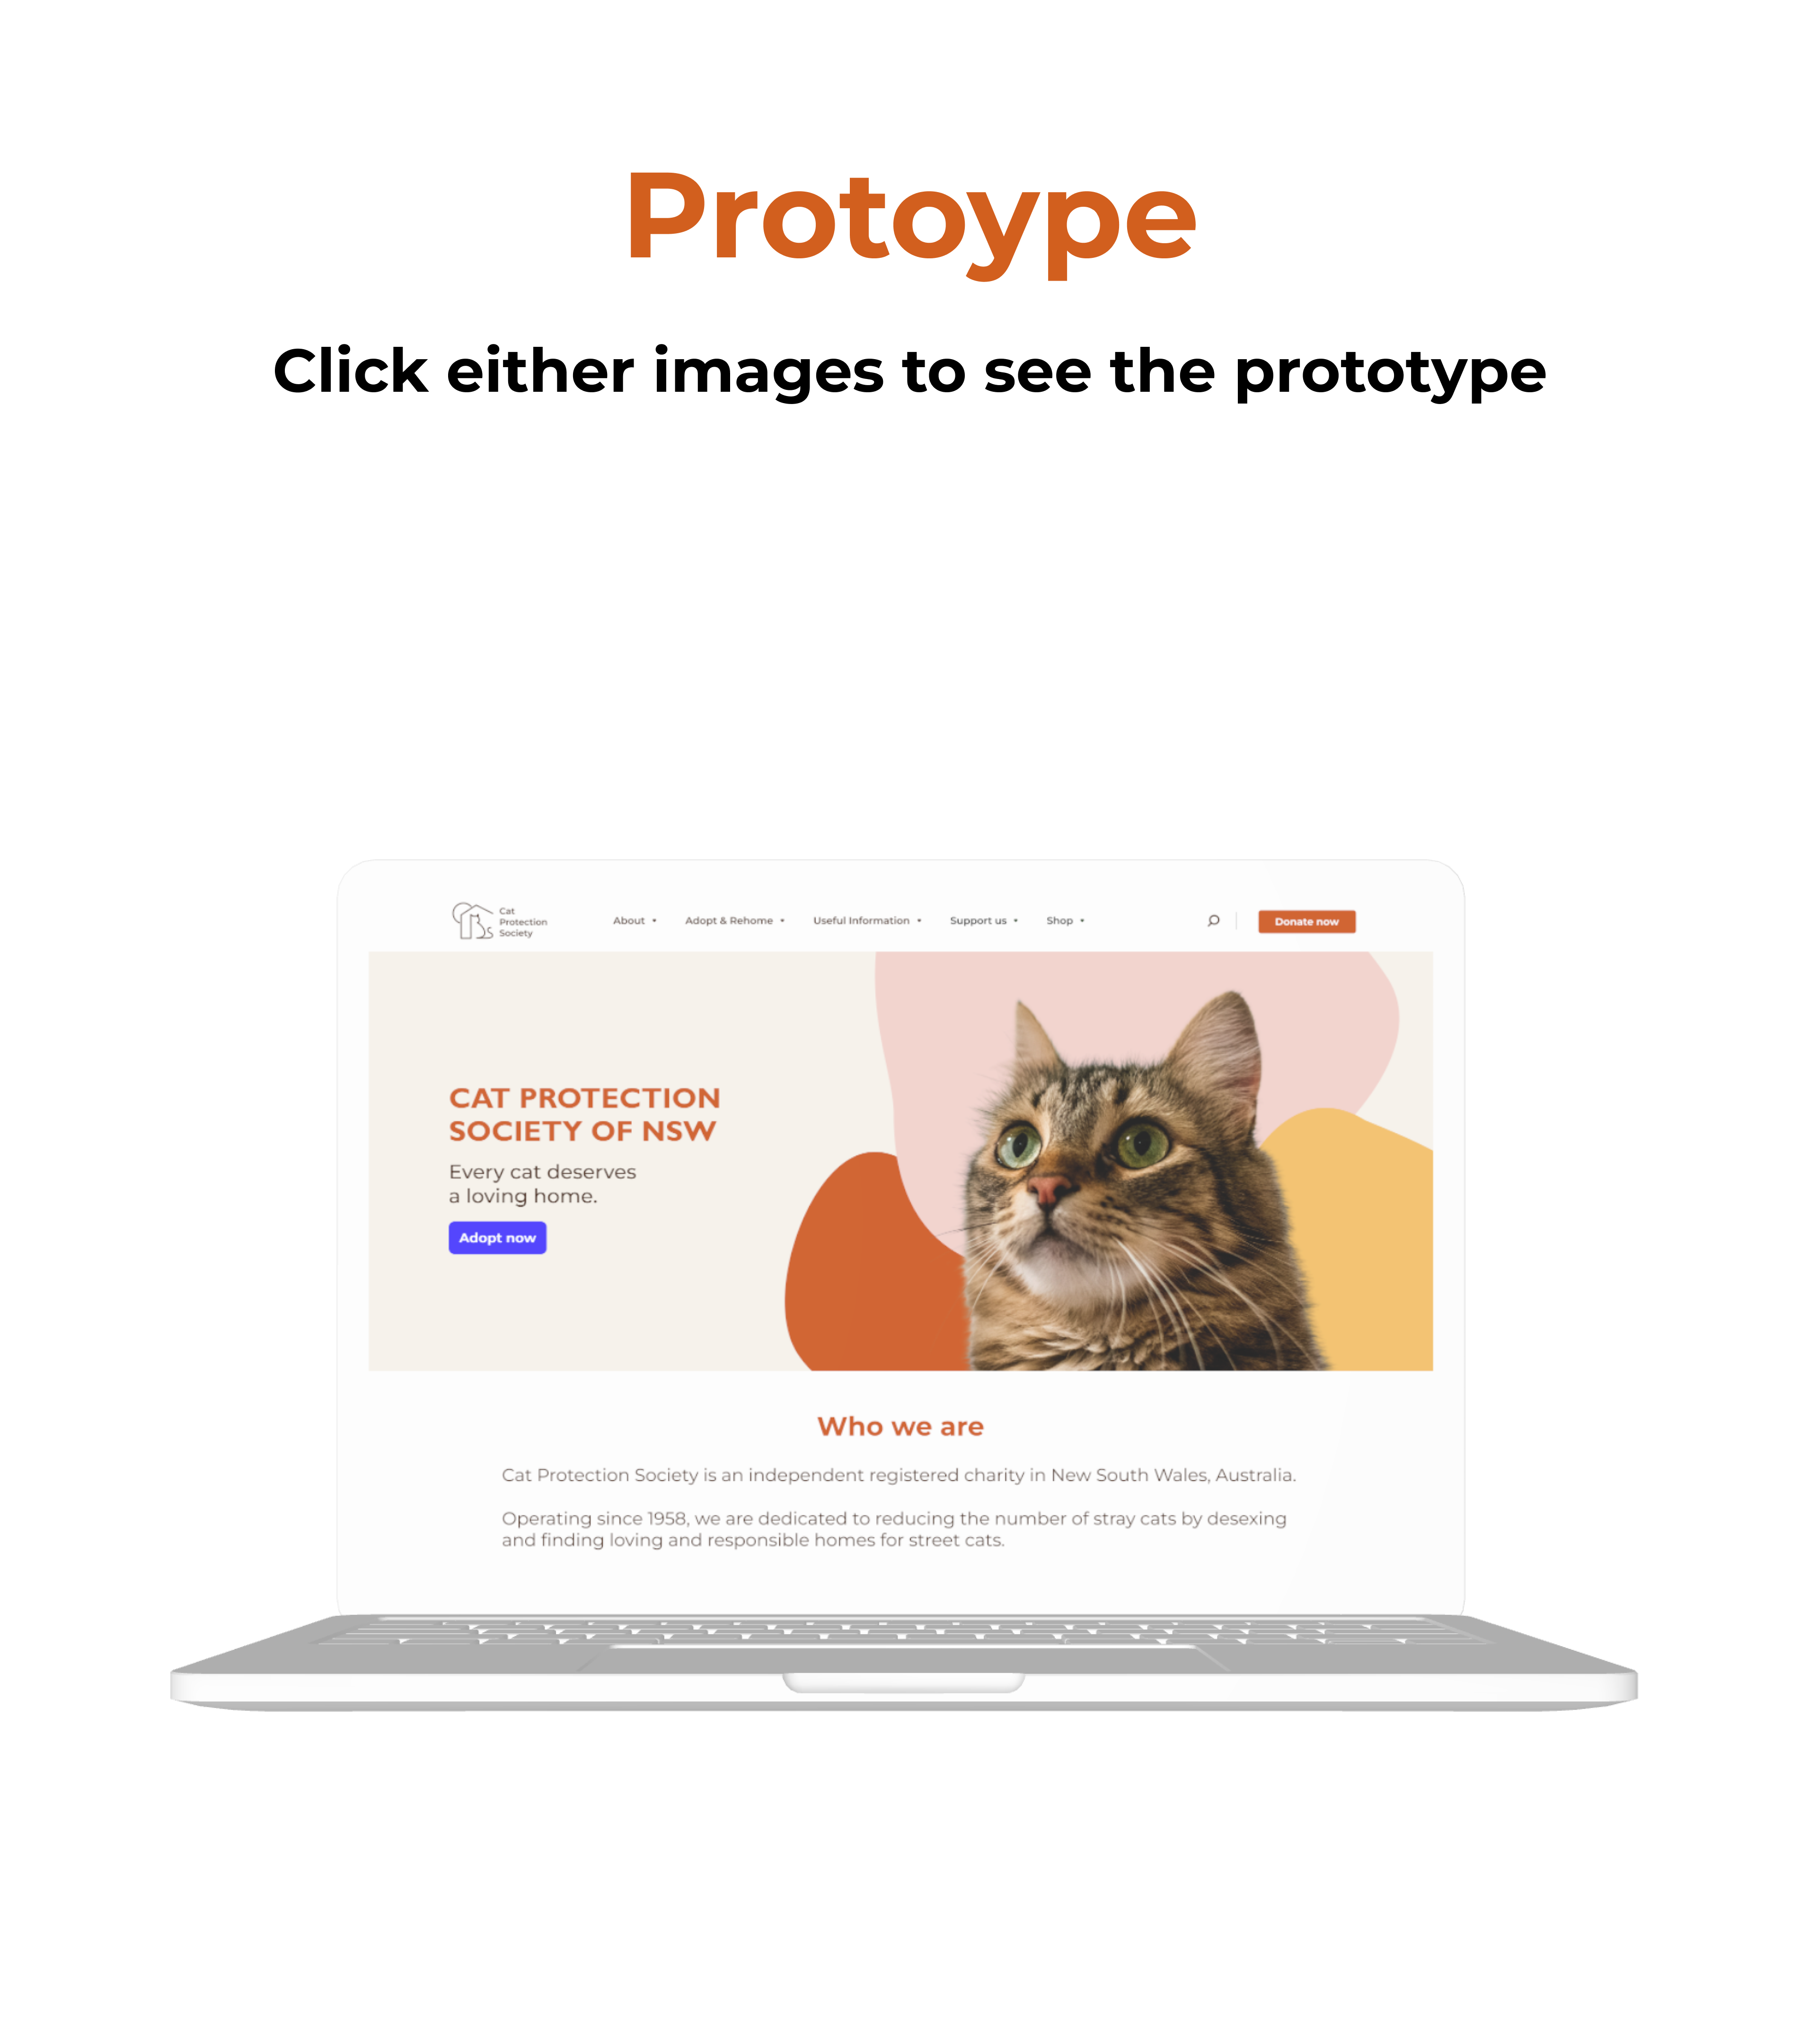 Protoype
Click either images to see the prototype
Cat
Protection
Society
About
Adopt & Rehome
Useful Information
Support us
Shop
Donate now
CAT PROTECTION
SOCIETY OF NSW
Every cat deserves
a loving home.
Adopt now
Who we are
Cat Protection Society is an independent registered charity in New South Wales, Australia.
Operating since 1958, we are dedicated to reducing the number of stray cats by desexing
and finding loving and responsible homes for street cats.